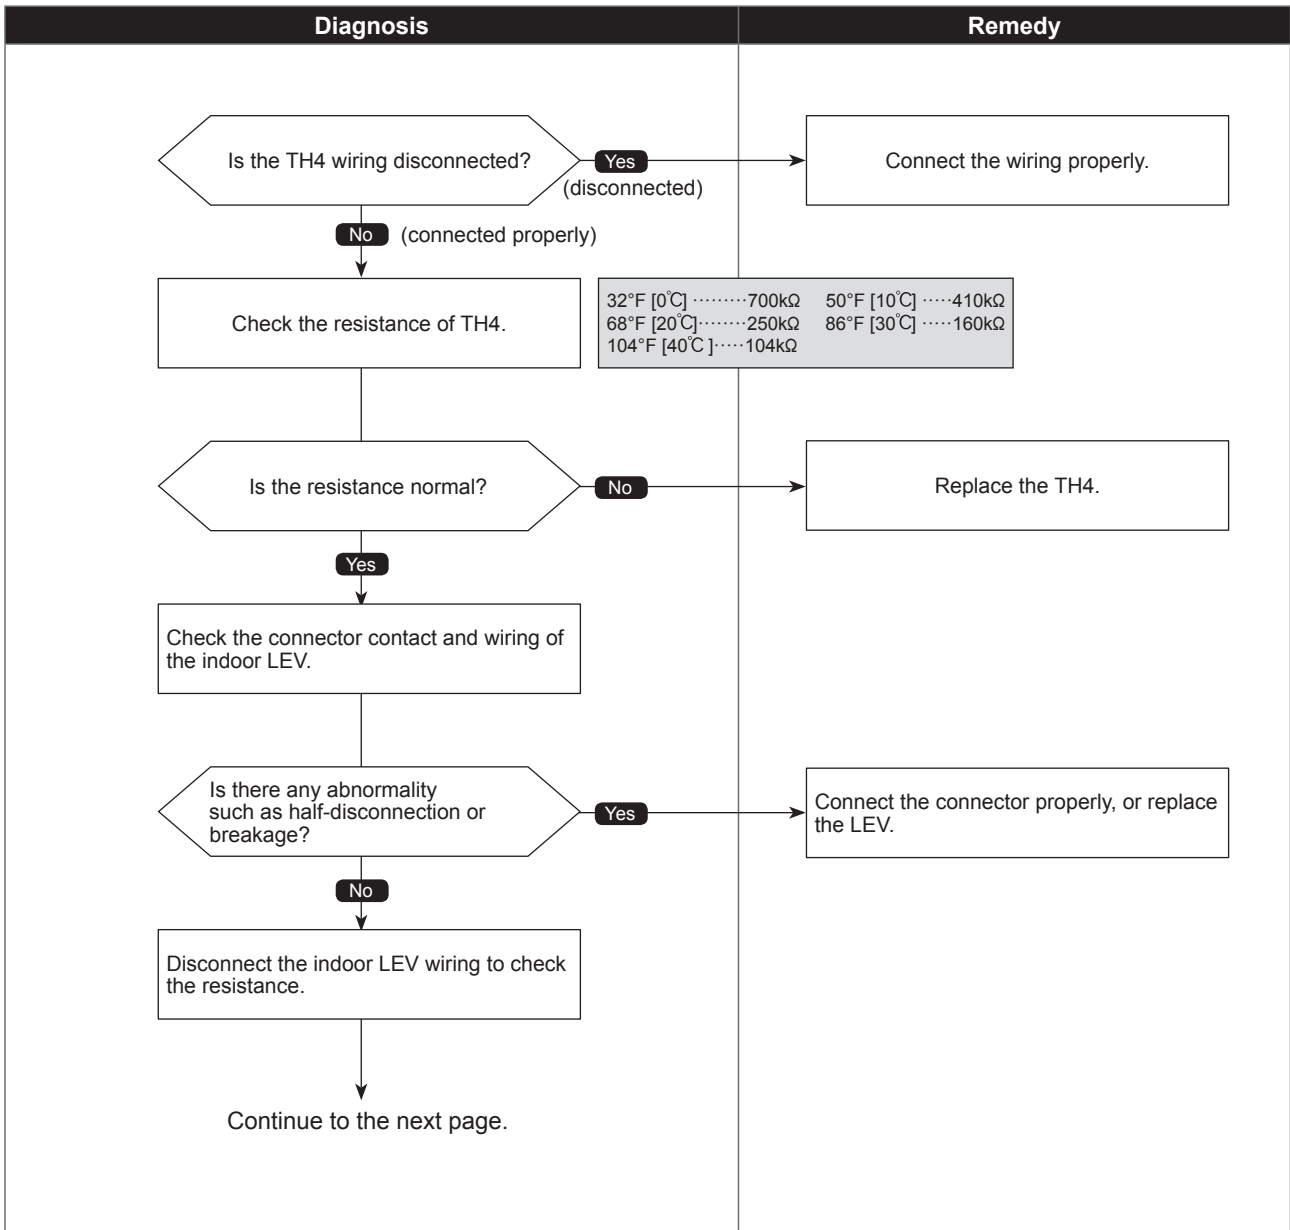 Diagnosis
Remedy
Is the TH4 wiring disconnected?
Yes
(disconnected)
Connect the wiring properly.
No (connected properly)
Check the resistance of TH4.
32°F [0℃] ·········700kΩ 50°F [10℃] ·····410kΩ
68°F [20℃]········250kΩ 86°F [30℃] ·····160kΩ
104°F [40℃ ]·····104kΩ
Is the resistance normal?
No
Replace the TH4.
Yes
Check the connector contact and wiring of
the indoor LEV.
Is there any abnormality
such as half-disconnection or
breakage?
Yes
Connect the connector properly, or replace
the LEV.
No
Disconnect the indoor LEV wiring to check
the resistance.
Continue to the next page.